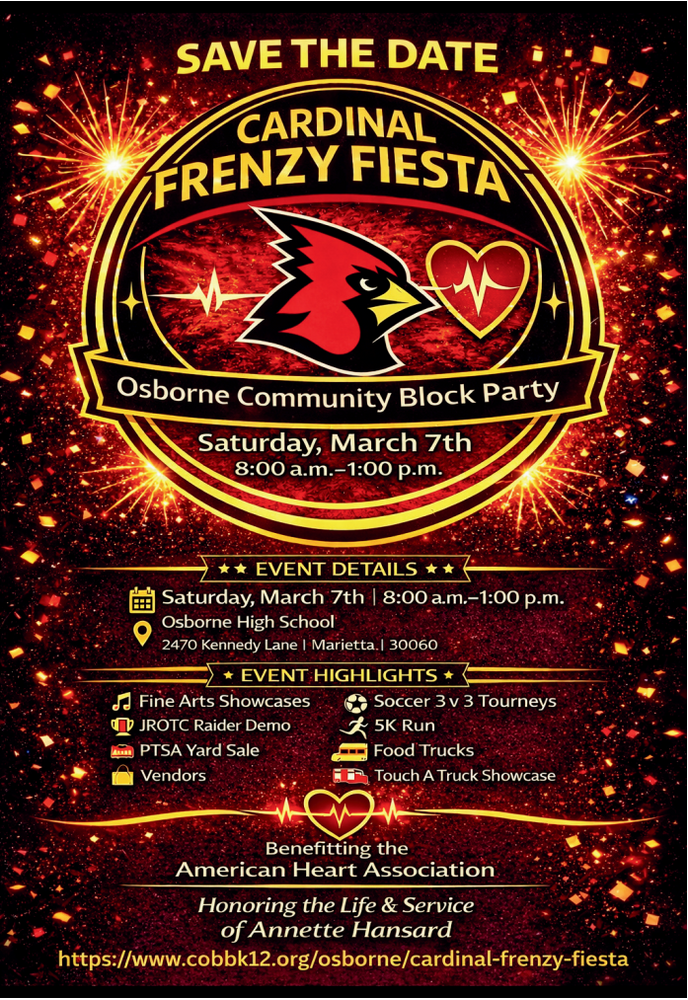 SAVE THE DATE
CARDINAL
FRENZY FIESTA
Osborne Community Block Party
Saturday, March 7th
8:00 a.m.–1:00 p.m.
★★ EVENT DETAILS ★★
Saturday, March 7th | 8:00 a.m.–1:00 p.m.
Osborne High School
2470 Kennedy Lane | Marietta.| 30060
★ EVENT HIGHLIGHTS ★
Fine Arts Showcases
Soccer 3 v 3 Tourneys
JROTC Raider Demo
5K Run
PTSA Yard Sale
Food Trucks
Vendors
Touch A Truck Showcase
Benefitting the
American Heart Association
Honoring the Life & Service
of Annette Hansard
https://www.cobbk12.org/osborne/cardinal-frenzy-fiesta